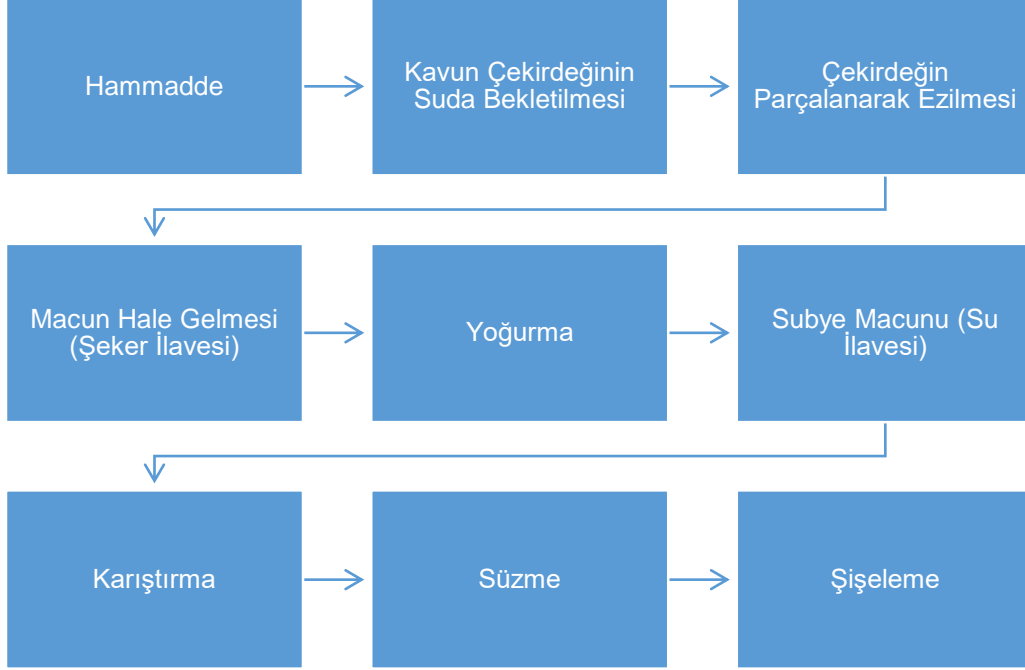 Hammadde
Kavun Çekirdeğinin
Suda Bekletilmesi
Çekirdeğin
Parçalanarak Ezilmesi
Macun Hale Gelmesi
(Şeker İlavesi)
Yoğurma
Subye Macunu (Su
İlavesi)
Karıştırma
Süzme
Şişeleme